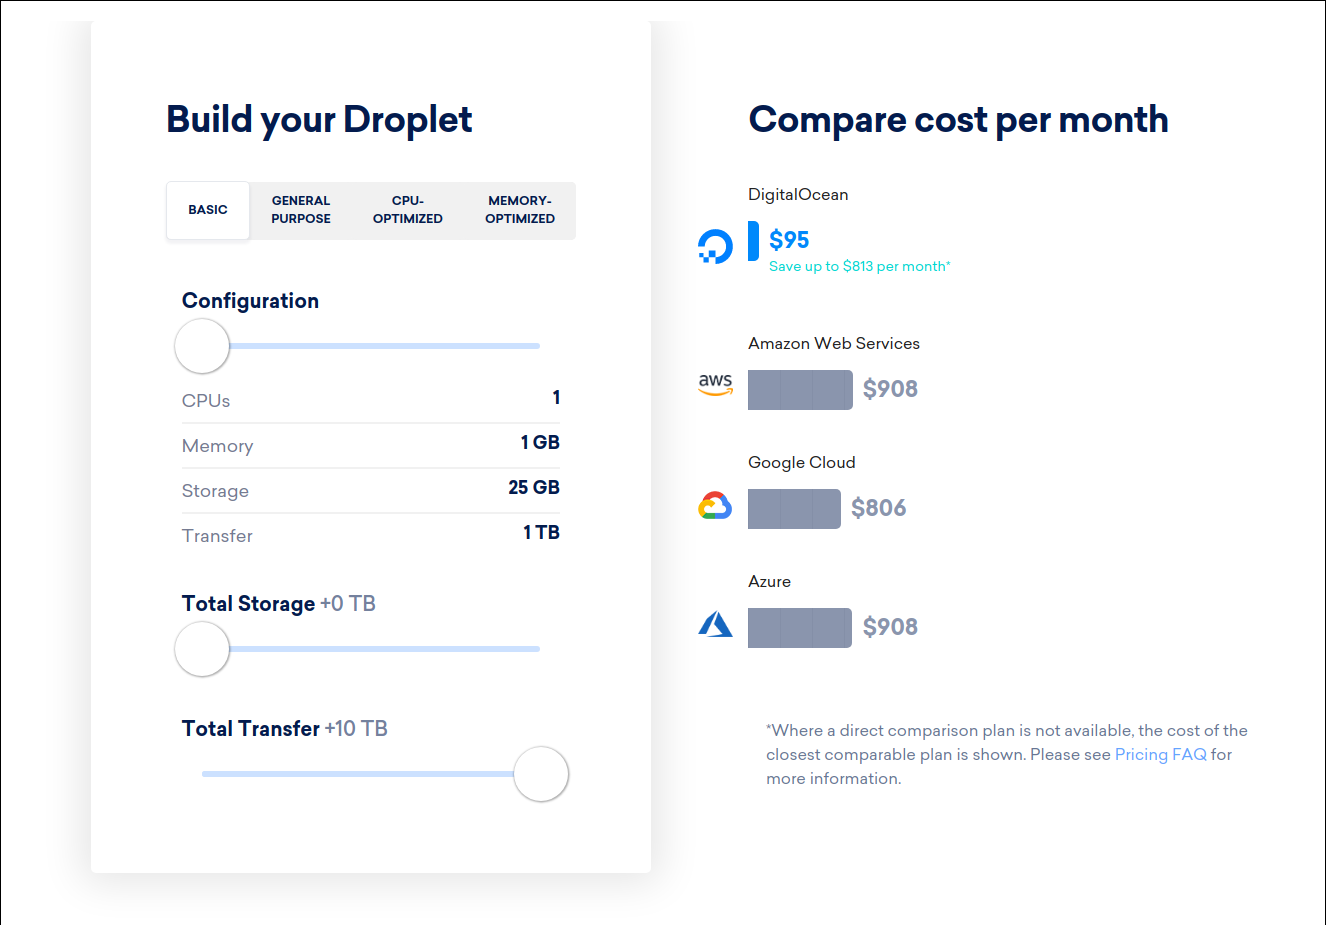 Build your Droplet
BASIC
GENERAL
PURPOSE
CPU-
OPTIMIZED
MEMORY-
OPTIMIZED
Configuration
CPUs 1
Memory 1 GB
Storage 25 GB
Transfer 1 TB
Total Storage +0 TB
Total Transfer +10 TB
Compare cost per month
DigitalOcean
$95
Save up to $813 per month*
Amazon Web Services
aws $908
Google Cloud
$806
Azure
$908
*Where a direct comparison plan is not available, the cost of the
closest comparable plan is shown. Please see Pricing FAQ for
more information.